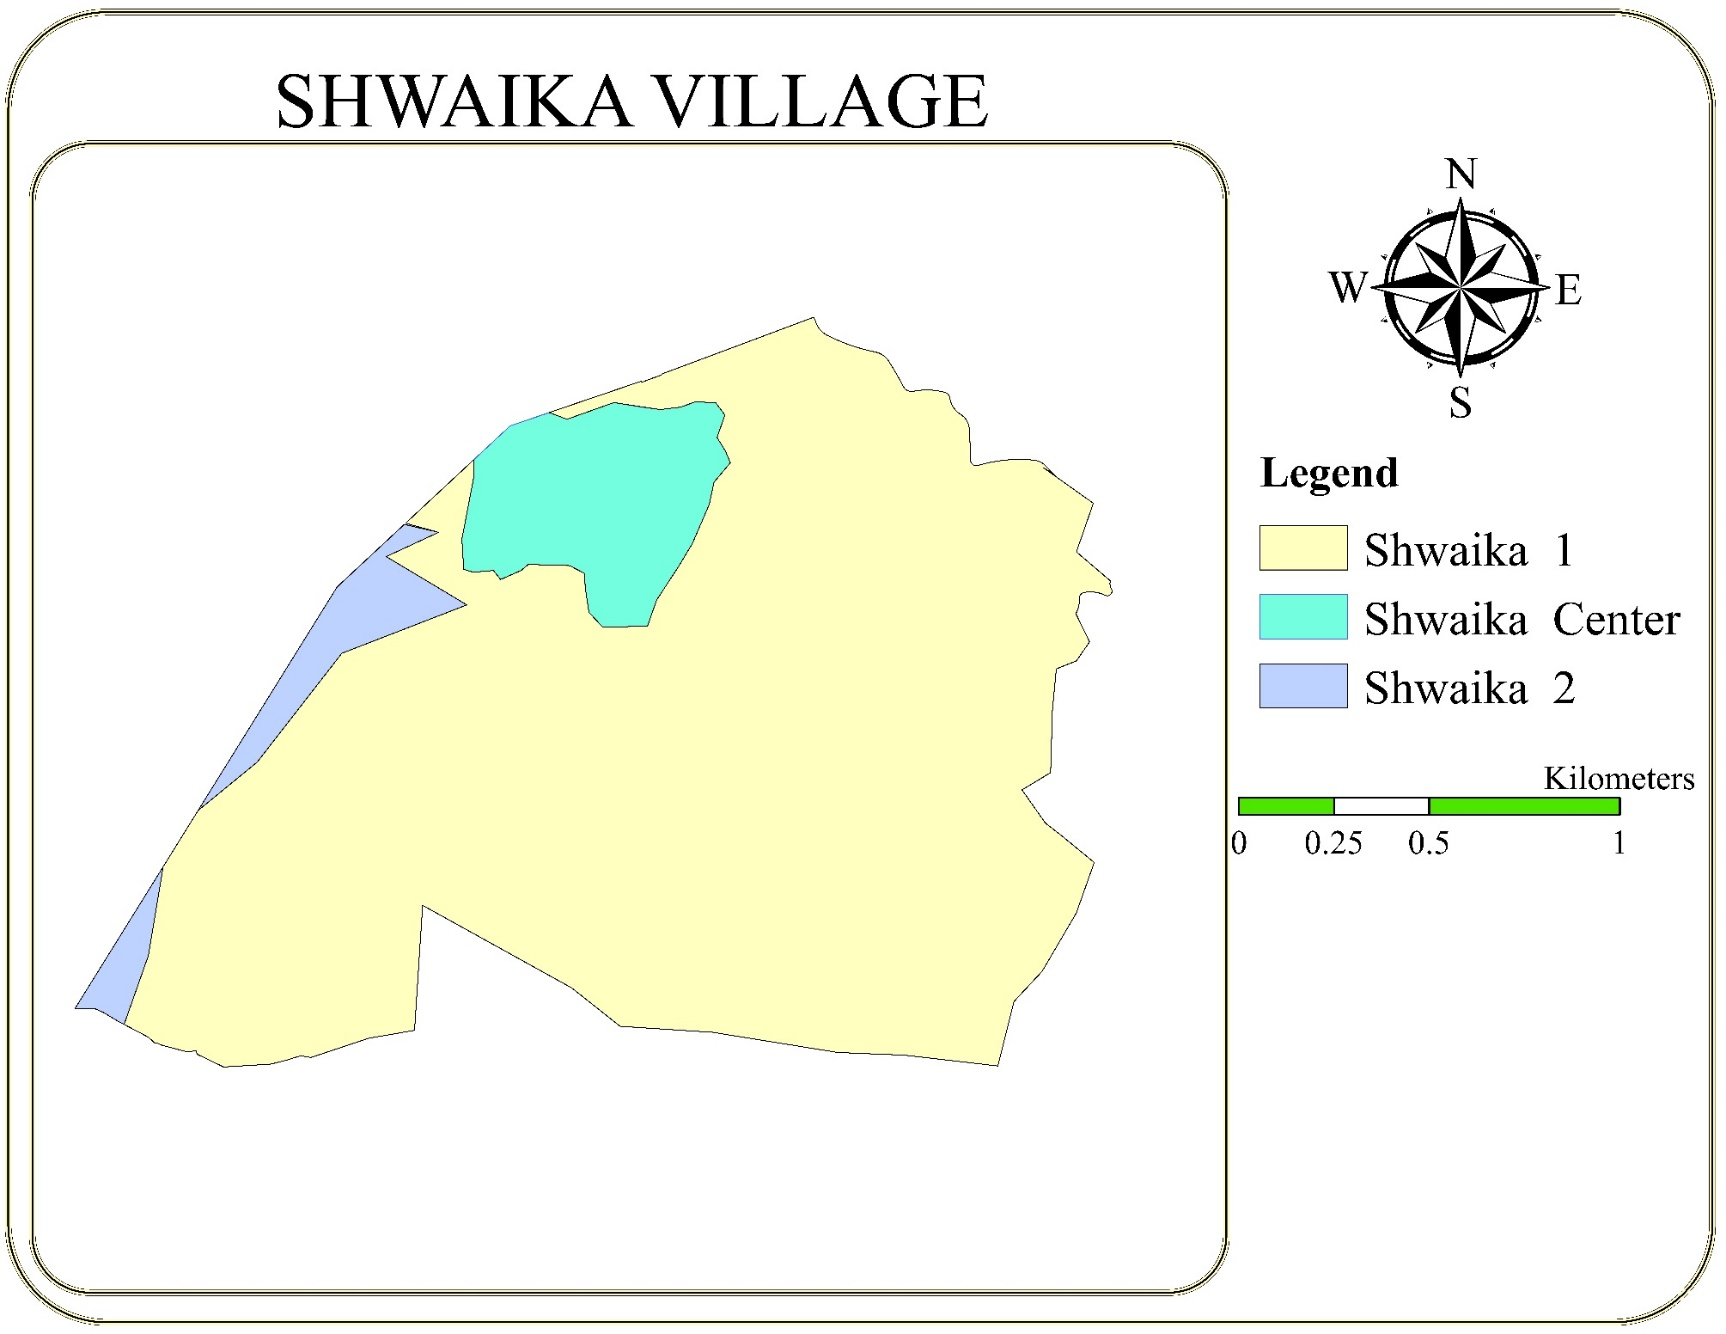 SHWAIKA VILLAGE
N
W E
S
Legend
Shwaika 1
Shwaika Center
Shwaika 2
Kilometers
0 0.25 0.5 1